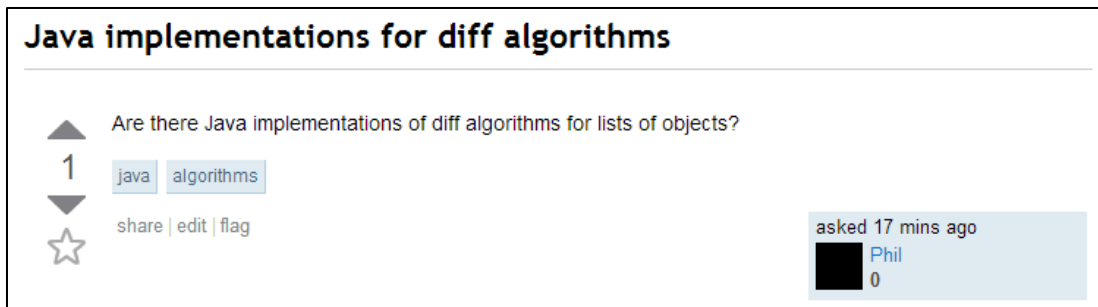 Java implementations for diff algorithms
Are there Java implementations of diff algorithms for lists of objects?
1
java algorithms
share | edit | flag
asked 17 mins ago
Phil
0